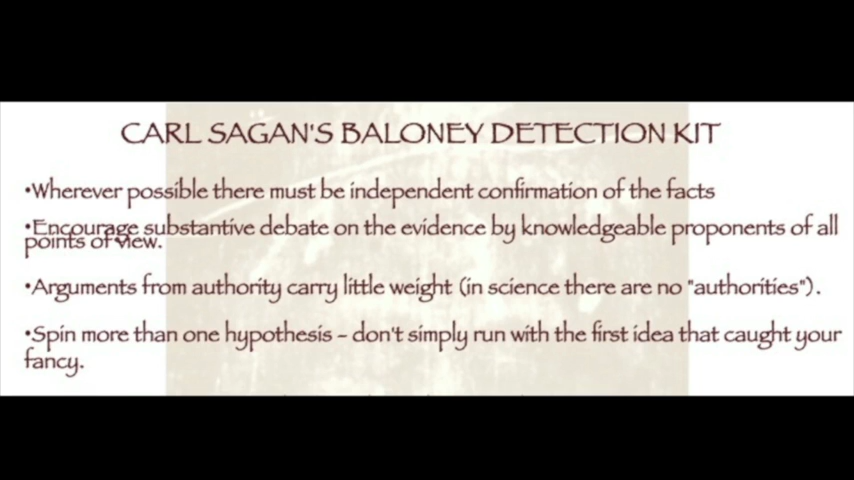 CARL SAGAN'S BALONEY DETECTION KIT
•Wherever possible there must be independent confirmation of the facts
•Encourage substantive debate on the evidence by knowledgeable proponents of all
points of view.
•Arguments from authority carry little weight (in science there are no "authorities").
•Spin more than one hypothesis - don't simply run with the first idea that caught your
fancy.